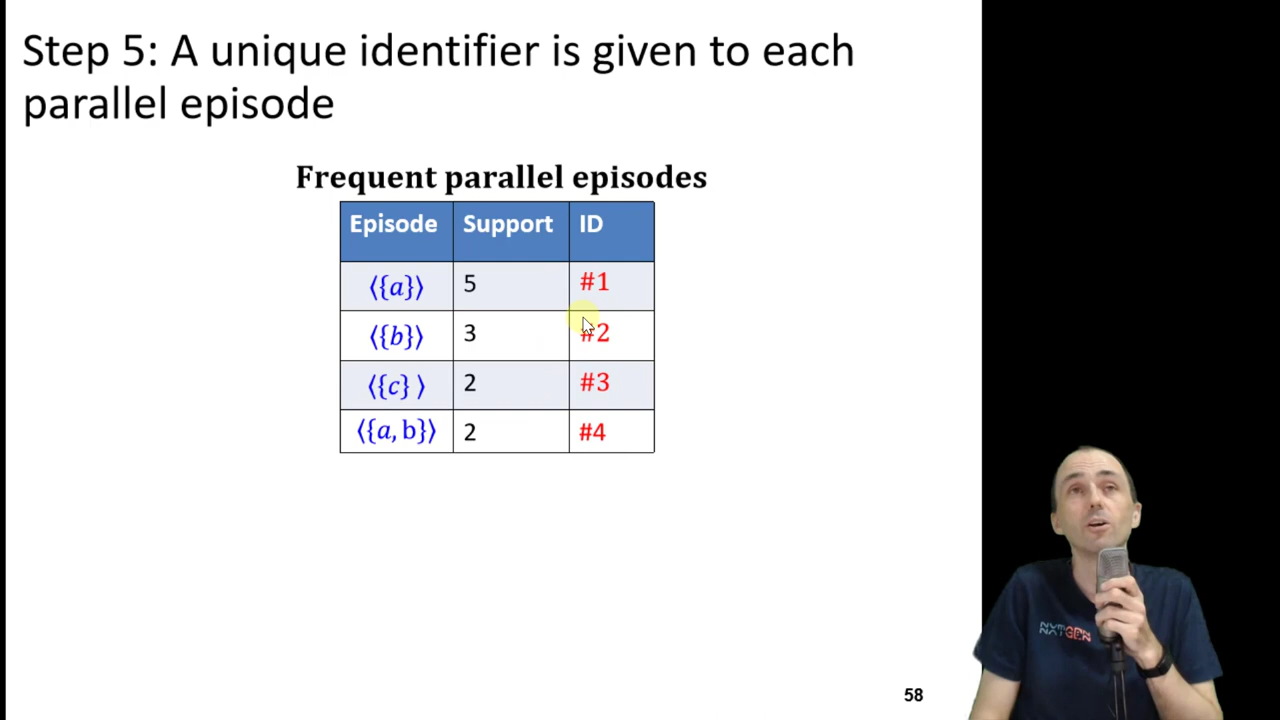 Step 5: A unique identifier is given to each
parallel episode
Frequent parallel episodes
Episode Support ID
⟨{a}⟩ 5 #1
⟨{b}⟩ 3 #2
⟨{c} ⟩ 2 #3
⟨{a, b}⟩ 2 #4
58